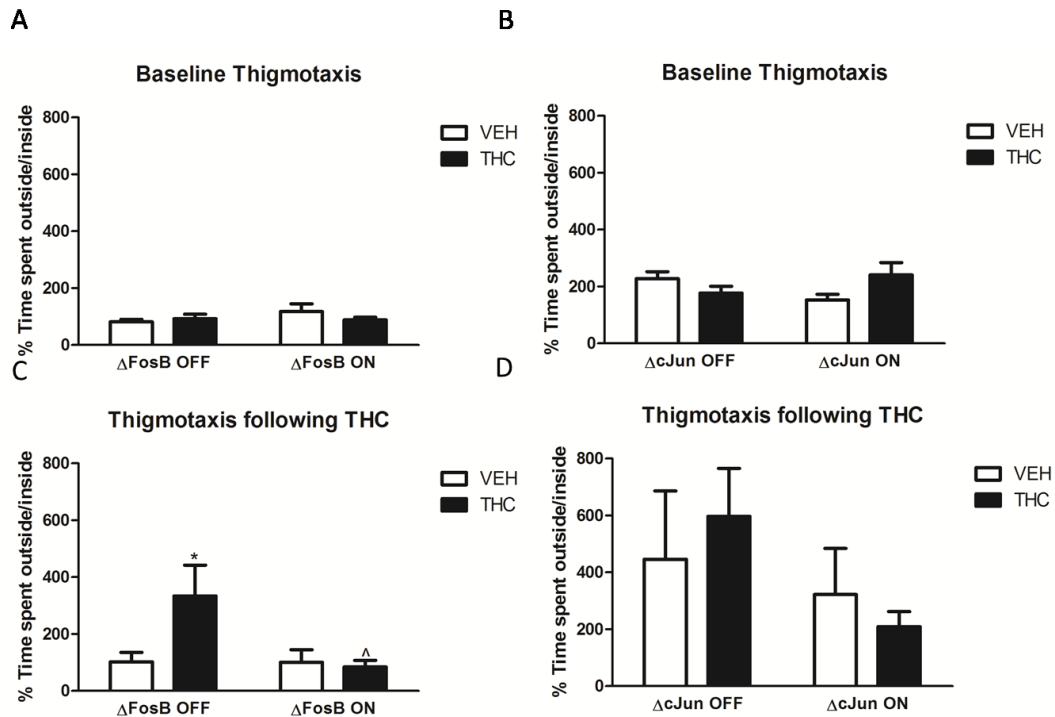 A
Baseline Thigmotaxis
% Time spent outside/inside
800
600
400
200
0
VEH
THC
ΔFosB OFF
ΔFosB ON
B
Baseline Thigmotaxis
% Time spent outside/inside
800
600
400
200
0
VEH
THC
ΔcJun OFF
ΔcJun ON
C
Thigmotaxis following THC
% Time spent outside/inside
800
600
400
200
0
*
^
VEH
THC
ΔFosB OFF
ΔFosB ON
D
Thigmotaxis following THC
% Time spent outside/inside
800
600
400
200
0
VEH
THC
ΔcJun OFF
ΔcJun ON